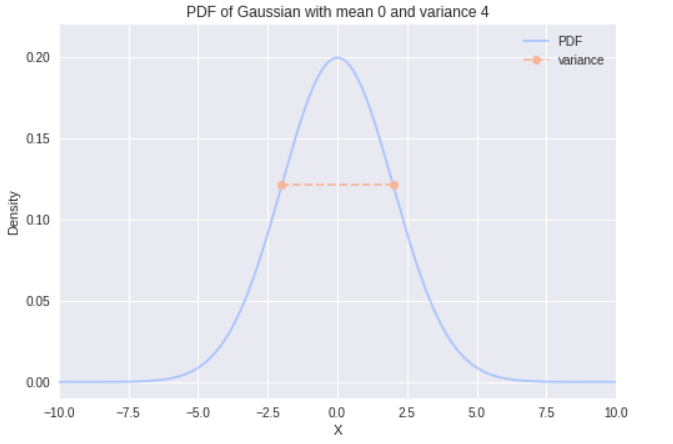 PDF of Gaussian with mean 0 and variance 4
PDF
variance
0.20
0.15
0.10
0.05
0.00
Density
−10.0 −7.5 −5.0 −2.5 0.0 2.5 5.0 7.5 10.0
X